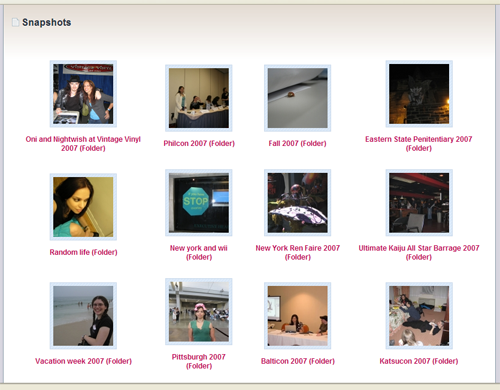 Snapshots
Oni and Nightwish at Vintage Vinyl
2007 (Folder)
Philcon 2007 (Folder)
Fall 2007 (Folder)
Eastern State Penitentiary 2007
(Folder)
Random life (Folder)
STOP
New york and wii
(Folder)
New York Ren Faire 2007
(Folder)
Ultimate Kaiju All Star Barrage 2007
(Folder)
Vacation week 2007 (Folder)
Pittsburgh 2007
(Folder)
Balticon 2007 (Folder)
Katsucon 2007 (Folder)